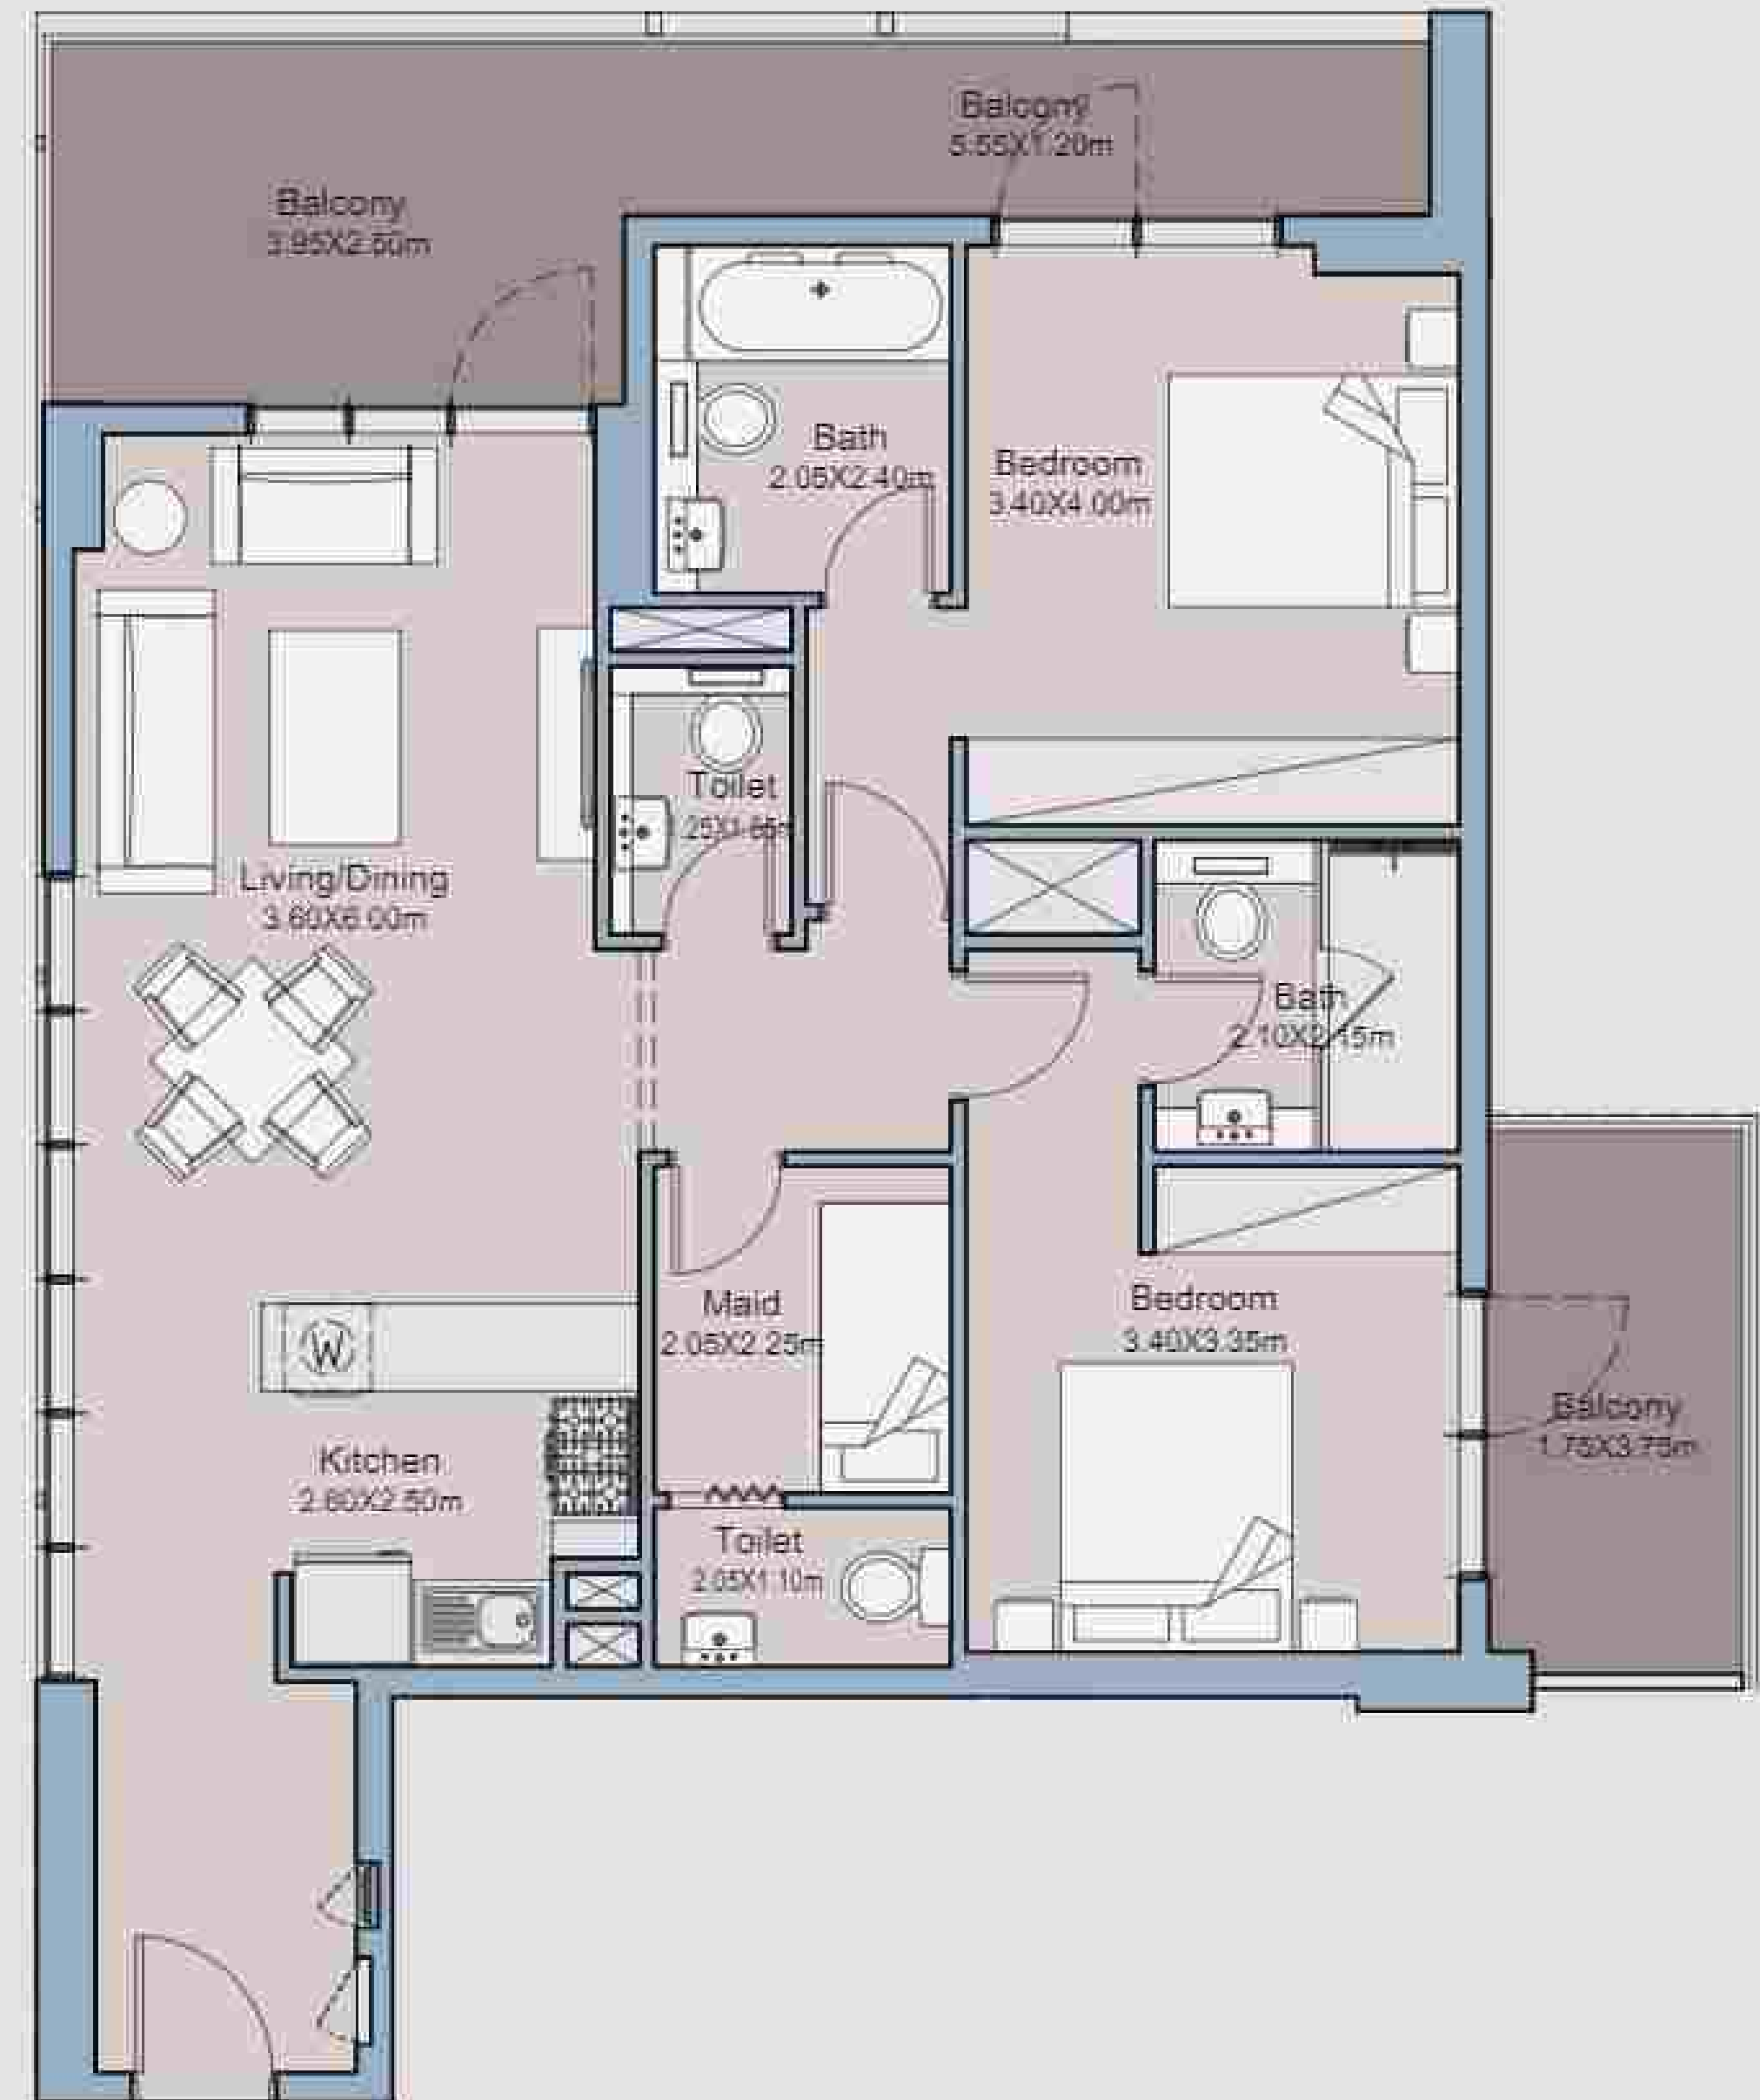 Balcony
5.55X1.20m
Balcony
3.95X2.50m
Bath
2.05X2.40m
Bedroom
3.40X4.00m
Toilet
Living/Dining
3.60X6.00m
Bath
2.10X2.15m
Maid
2.05X2.25m
Bedroom
3.40X3.35m
W
Balcony
1.75X3.75m
Kitchen
2.60X2.50m
Toilet
2.05X1.10m